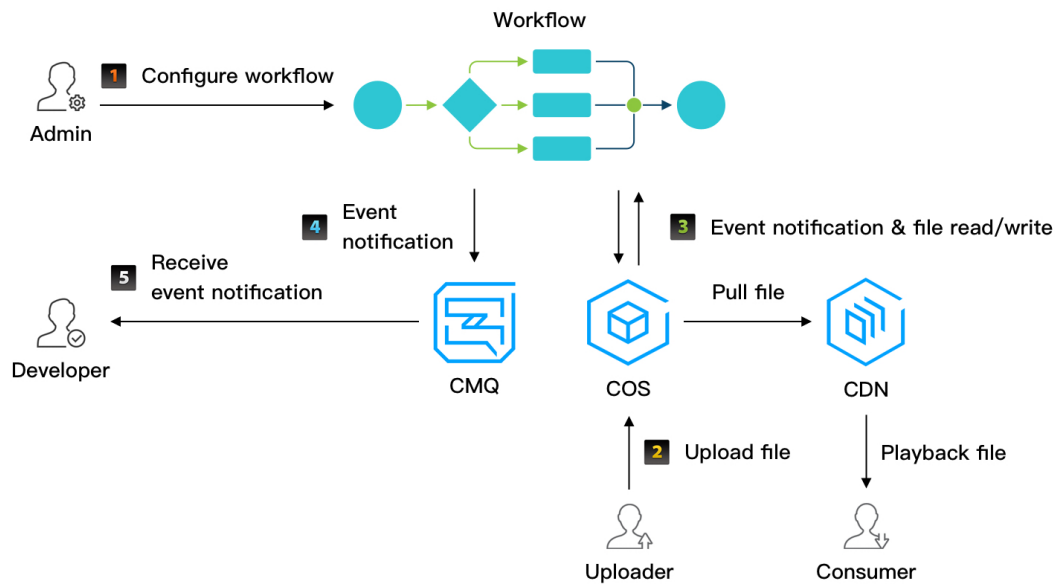 Workflow
1 Configure workflow
Admin
4 Event
notification
3 Event notification & file read/write
5 Receive
event notification
Pull file
Developer
CMQ
COS
CDN
2 Upload file
Playback file
Uploader
Consumer